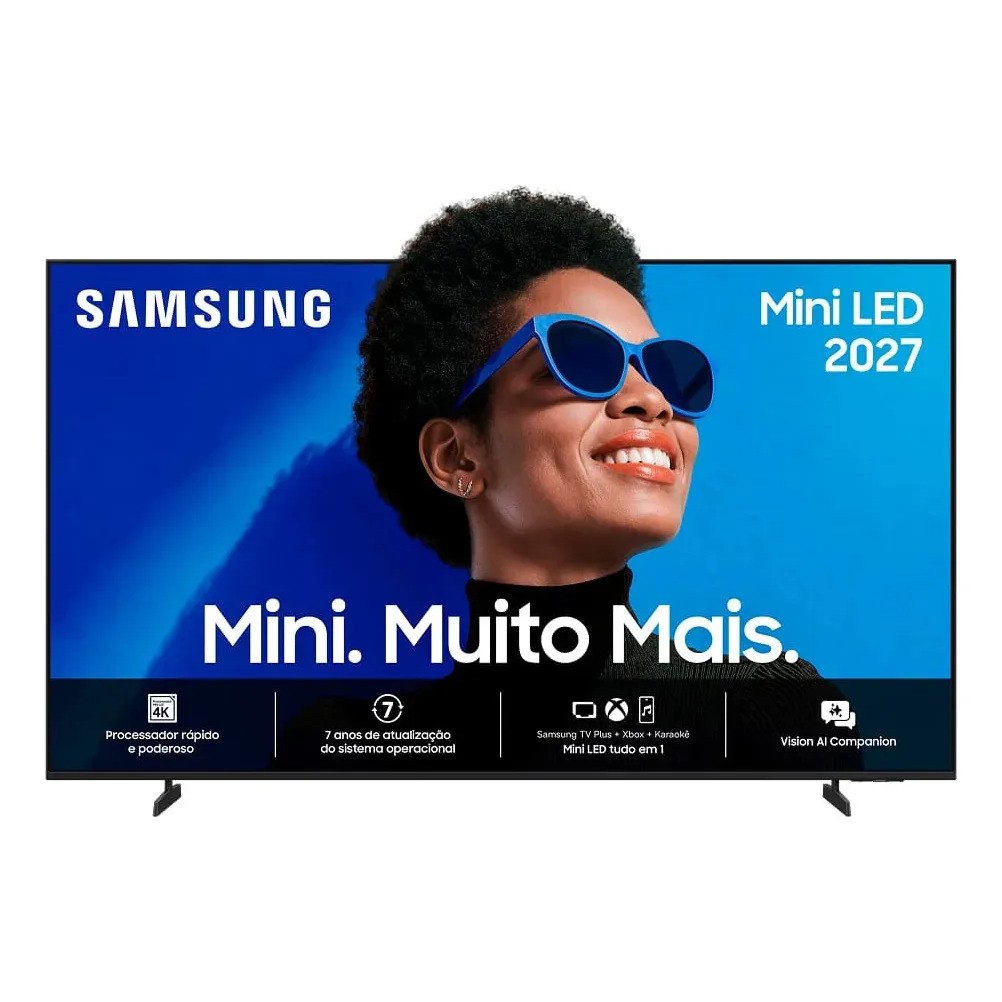 SAMSUNG
Mini LED
2027
Mini. Muito Mais.
4K
Processador rápido
e poderoso
7
7 anos de atualização
do sistema operacional
Samsung TV Plus + Xbox + Karaokê
Mini LED tudo em 1
Vision AI Companion